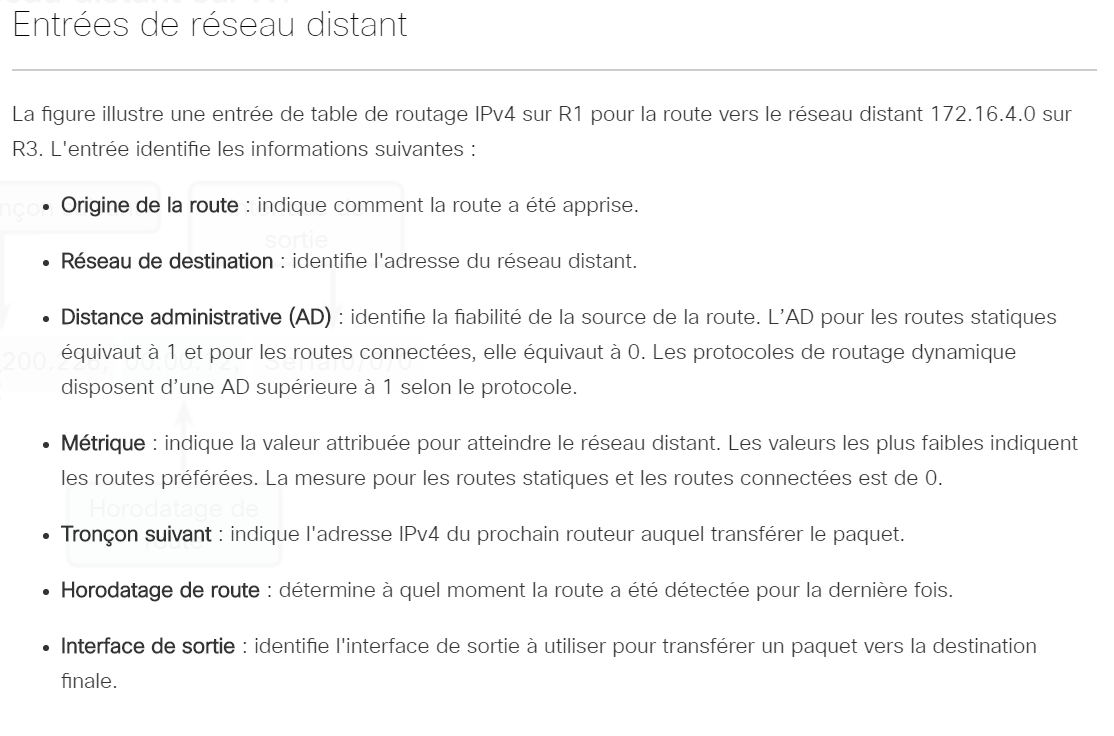 Entrées de réseau distant
La figure illustre une entrée de table de routage IPv4 sur R1 pour la route vers le réseau distant 172.16.4.0 sur
R3. L'entrée identifie les informations suivantes :
• Origine de la route : indique comment la route a été apprise.
sortie
• Réseau de destination : identifie l'adresse du réseau distant.
• Distance administrative (AD) : identifie la fiabilité de la source de la route. L’AD pour les routes statiques
équivaut à 1 et pour les routes connectées, elle équivaut à 0. Les protocoles de routage dynamique
disposent d’une AD supérieure à 1 selon le protocole.
• Métrique : indique la valeur attribuée pour atteindre le réseau distant. Les valeurs les plus faibles indiquent
les routes préférées. La mesure pour les routes statiques et les routes connectées est de 0.
Horodatage de
• Tronçon suivant : indique l'adresse IPv4 du prochain routeur auquel transférer le paquet.
• Horodatage de route : détermine à quel moment la route a été détectée pour la dernière fois.
• Interface de sortie : identifie l'interface de sortie à utiliser pour transférer un paquet vers la destination
finale.